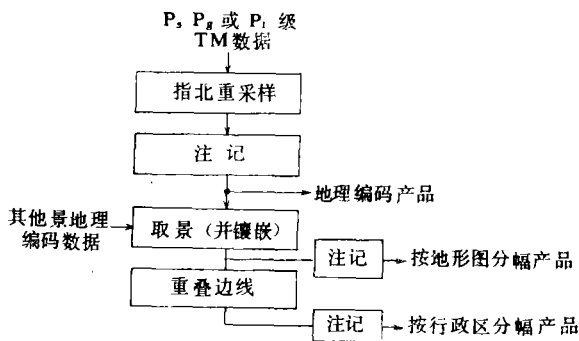 P, P_g 或 P_t 级
TM数据
指北重采样
注记
地理编码产品
其他景地理
编码数据
取景（并镶嵌）
注记
按地形图分幅产品
重叠边线
注记
按行政区分幅产品